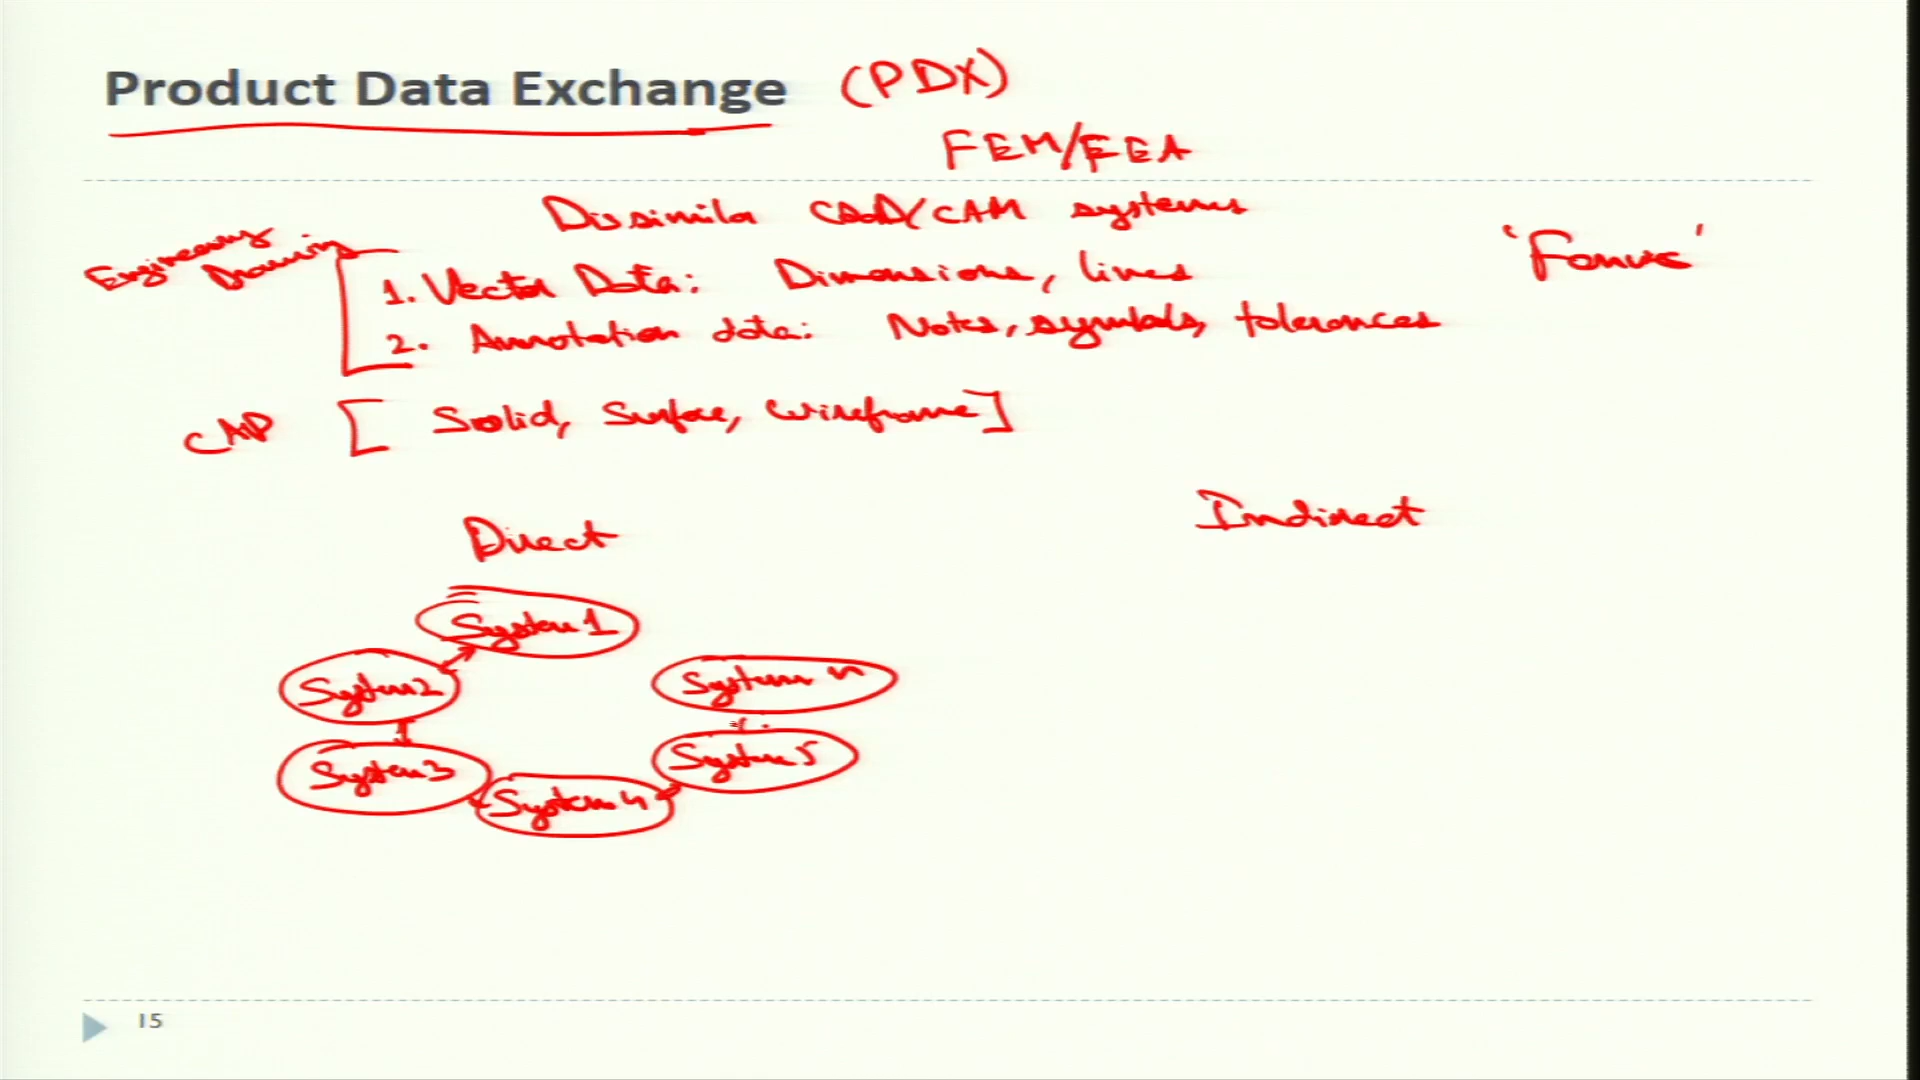 Product Data Exchange (PDX)
FEM/FEA
Dissimila CAD/CAM systems
Engineering
Drawing
1. Vector Data: Dimensions, lines
2. Annotation data: Notes, symbols, tolerances
CAD [ Solid, Surface, Wireframe]
Direct
Indirect
System 1
System 2
System n
System 3
System 4
System 5
15